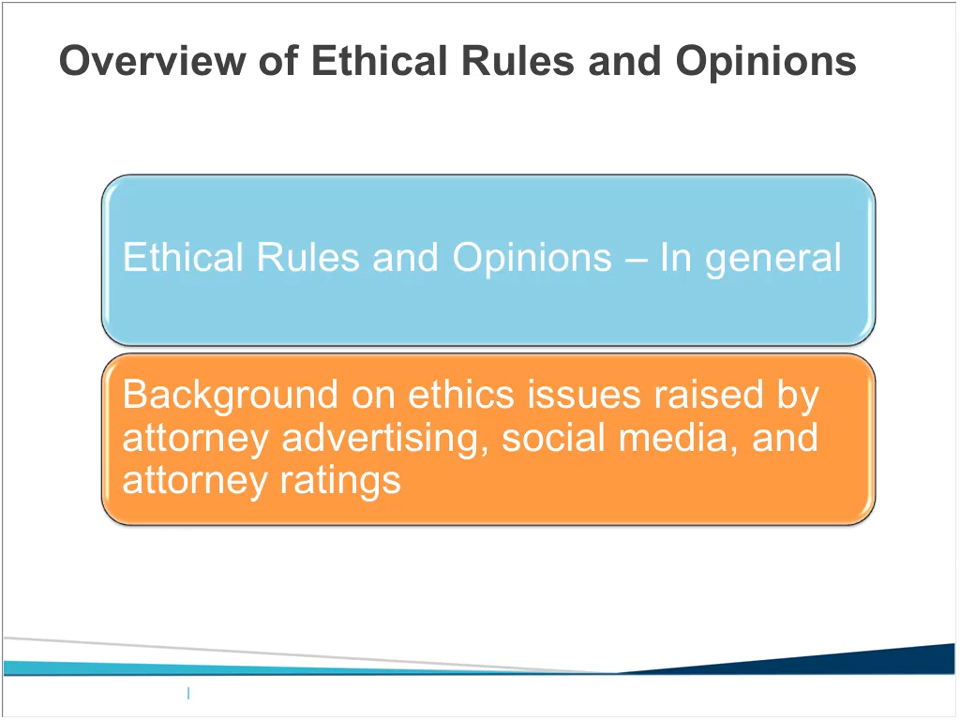 Overview of Ethical Rules and Opinions
Ethical Rules and Opinions – In general
Background on ethics issues raised by
attorney advertising, social media, and
attorney ratings